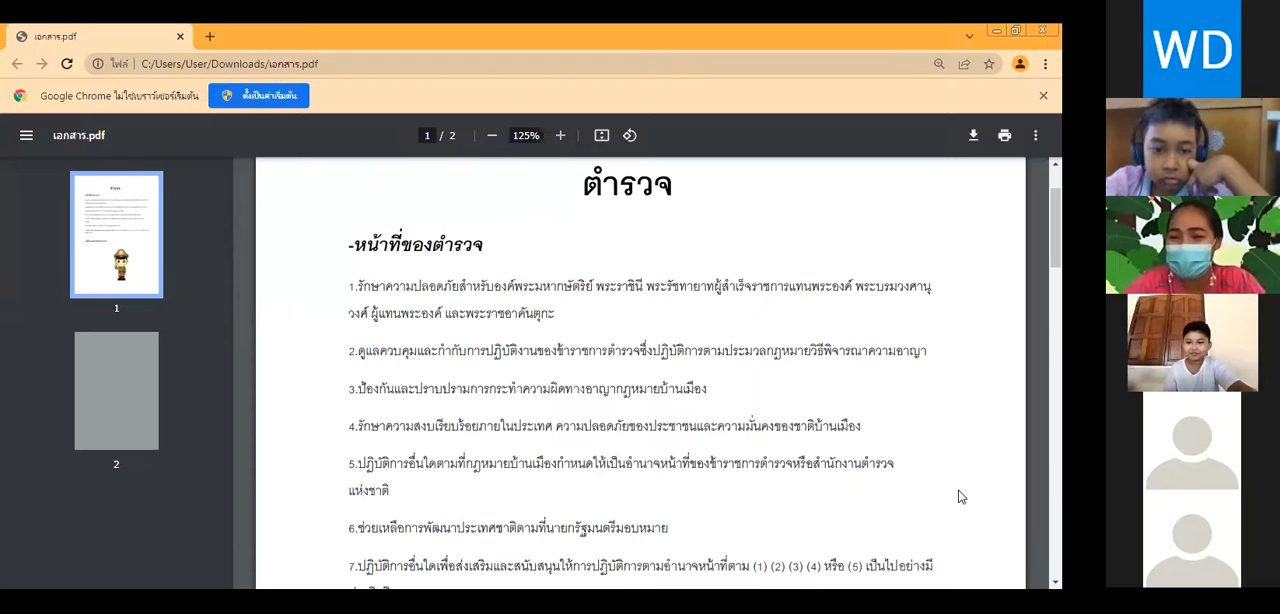 เอกสาร.pdf
WD
ไฟล์ C:/Users/User/Downloads/เอกสาร.pdf
Google Chrome ไม่ใช่เบราว์เซอร์เริ่มต้น ตั้งเป็นค่าเริ่มต้น
เอกสาร.pdf 1 / 2 125%
ตำรวจ
-หน้าที่ของตำรวจ
1.รักษาความปลอดภัยสำหรับองค์พระมหากษัตริย์ พระราชินี พระรัชทายาทผู้สำเร็จราชการแทนพระองค์ พระบรมวงศานุ
วงศ์ ผู้แทนพระองค์ และพระราชอาคันตุกะ
2.ดูแลควบคุมและกำกับการปฏิบัติงานของข้าราชการตำรวจซึ่งปฏิบัติการตามประมวลกฎหมายวิธีพิจารณาความอาญา
3.ป้องกันและปราบปรามการกระทำความผิดทางอาญากฎหมายบ้านเมือง
4.รักษาความสงบเรียบร้อยภายในประเทศ ความปลอดภัยของประชาชนและความมั่นคงของชาติบ้านเมือง
5.ปฏิบัติการอื่นใดตามที่กฎหมายบ้านเมืองกำหนดให้เป็นอำนาจหน้าที่ของข้าราชการตำรวจหรือสำนักงานตำรวจ
แห่งชาติ
6.ช่วยเหลือการพัฒนาประเทศชาติตามที่นายกรัฐมนตรีมอบหมาย
7.ปฏิบัติการอื่นใดเพื่อส่งเสริมและสนับสนุนให้การปฏิบัติการตามอำนาจหน้าที่ตาม (1) (2) (3) (4) หรือ (5) เป็นไปอย่างมี
1
2